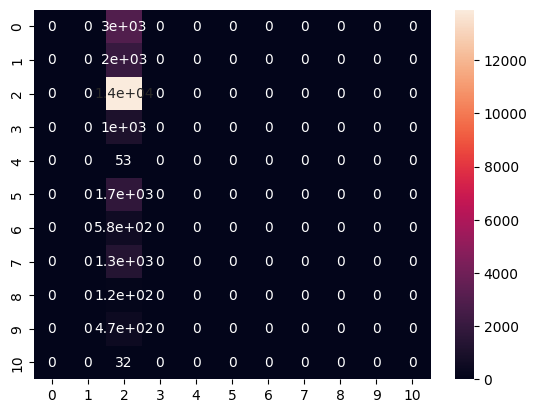 0 0 0 3e+03 0 0 0 0 0 0 0 0
1 0 0 2e+03 0 0 0 0 0 0 0 0
2 0 0 1.4e+04 0 0 0 0 0 0 0 0
3 0 0 1e+03 0 0 0 0 0 0 0 0
4 0 0 53 0 0 0 0 0 0 0 0
5 0 0 1.7e+03 0 0 0 0 0 0 0 0
6 0 0 5.8e+02 0 0 0 0 0 0 0 0
7 0 0 1.3e+03 0 0 0 0 0 0 0 0
8 0 0 1.2e+02 0 0 0 0 0 0 0 0
9 0 0 4.7e+02 0 0 0 0 0 0 0 0
10 0 0 32 0 0 0 0 0 0 0 0
0 1 2 3 4 5 6 7 8 9 10
12000
10000
8000
6000
4000
2000
0